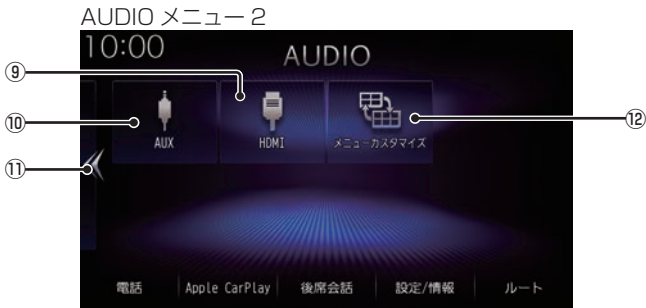 AUDIO メニュー 2
10:00 AUDIO
⑨
⑩
⑪
⑫
AUX HDMI メニューカスタマイズ
電話 Apple CarPlay 後席会話 設定/情報 ルート